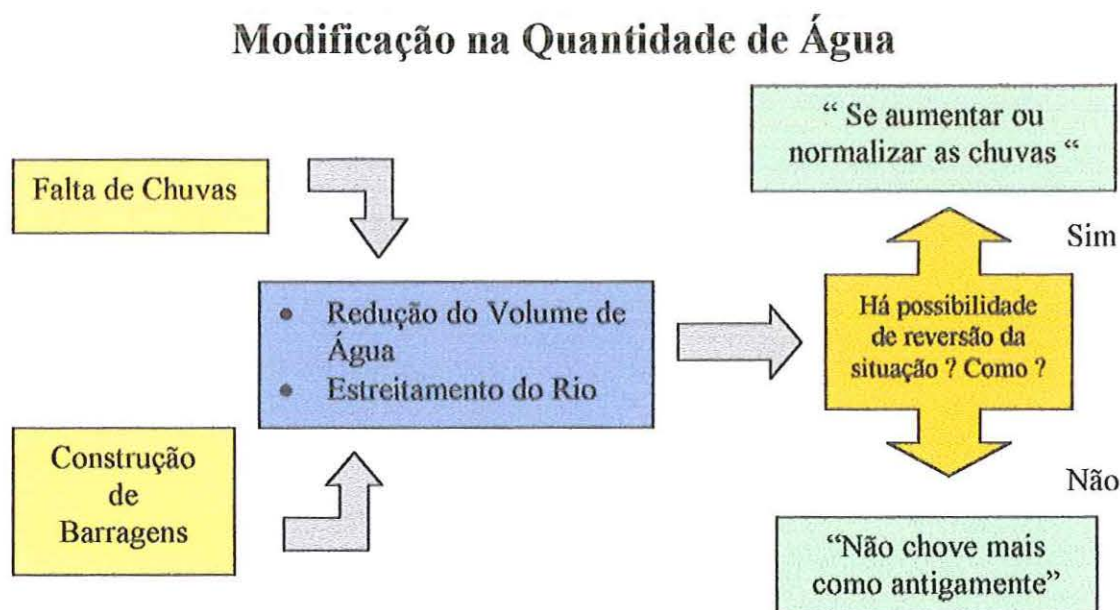 Modificação na Quantidade de Água
Falta de Chuvas
Construção
de
Barragens
• Redução do Volume de
Água
• Estreitamento do Rio
“ Se aumentar ou
normalizar as chuvas “
Sim
Há possibilidade
de reversão da
situação ? Como ?
Não
“Não chove mais
como antigamente”